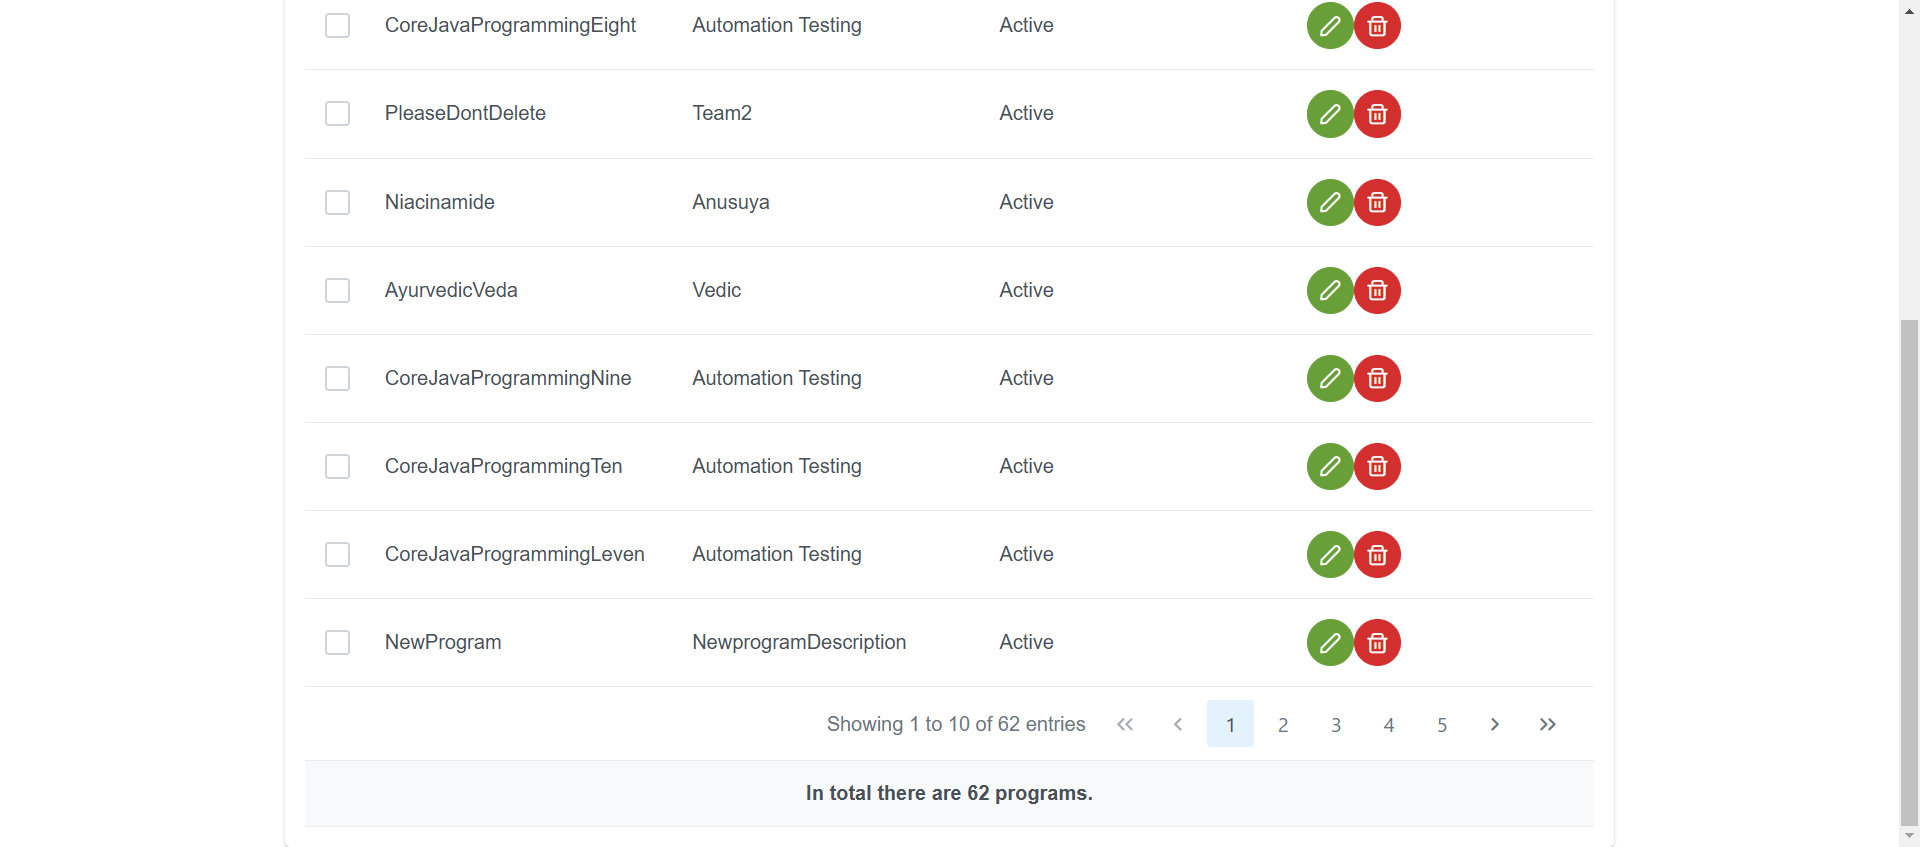 CoreJavaProgrammingEight Automation Testing Active
PleaseDontDelete Team2 Active
Niacinamide Anusuya Active
AyurvedicVeda Vedic Active
CoreJavaProgrammingNine Automation Testing Active
CoreJavaProgrammingTen Automation Testing Active
CoreJavaProgrammingLeven Automation Testing Active
NewProgram NewprogramDescription Active
Showing 1 to 10 of 62 entries 1 2 3 4 5
In total there are 62 programs.